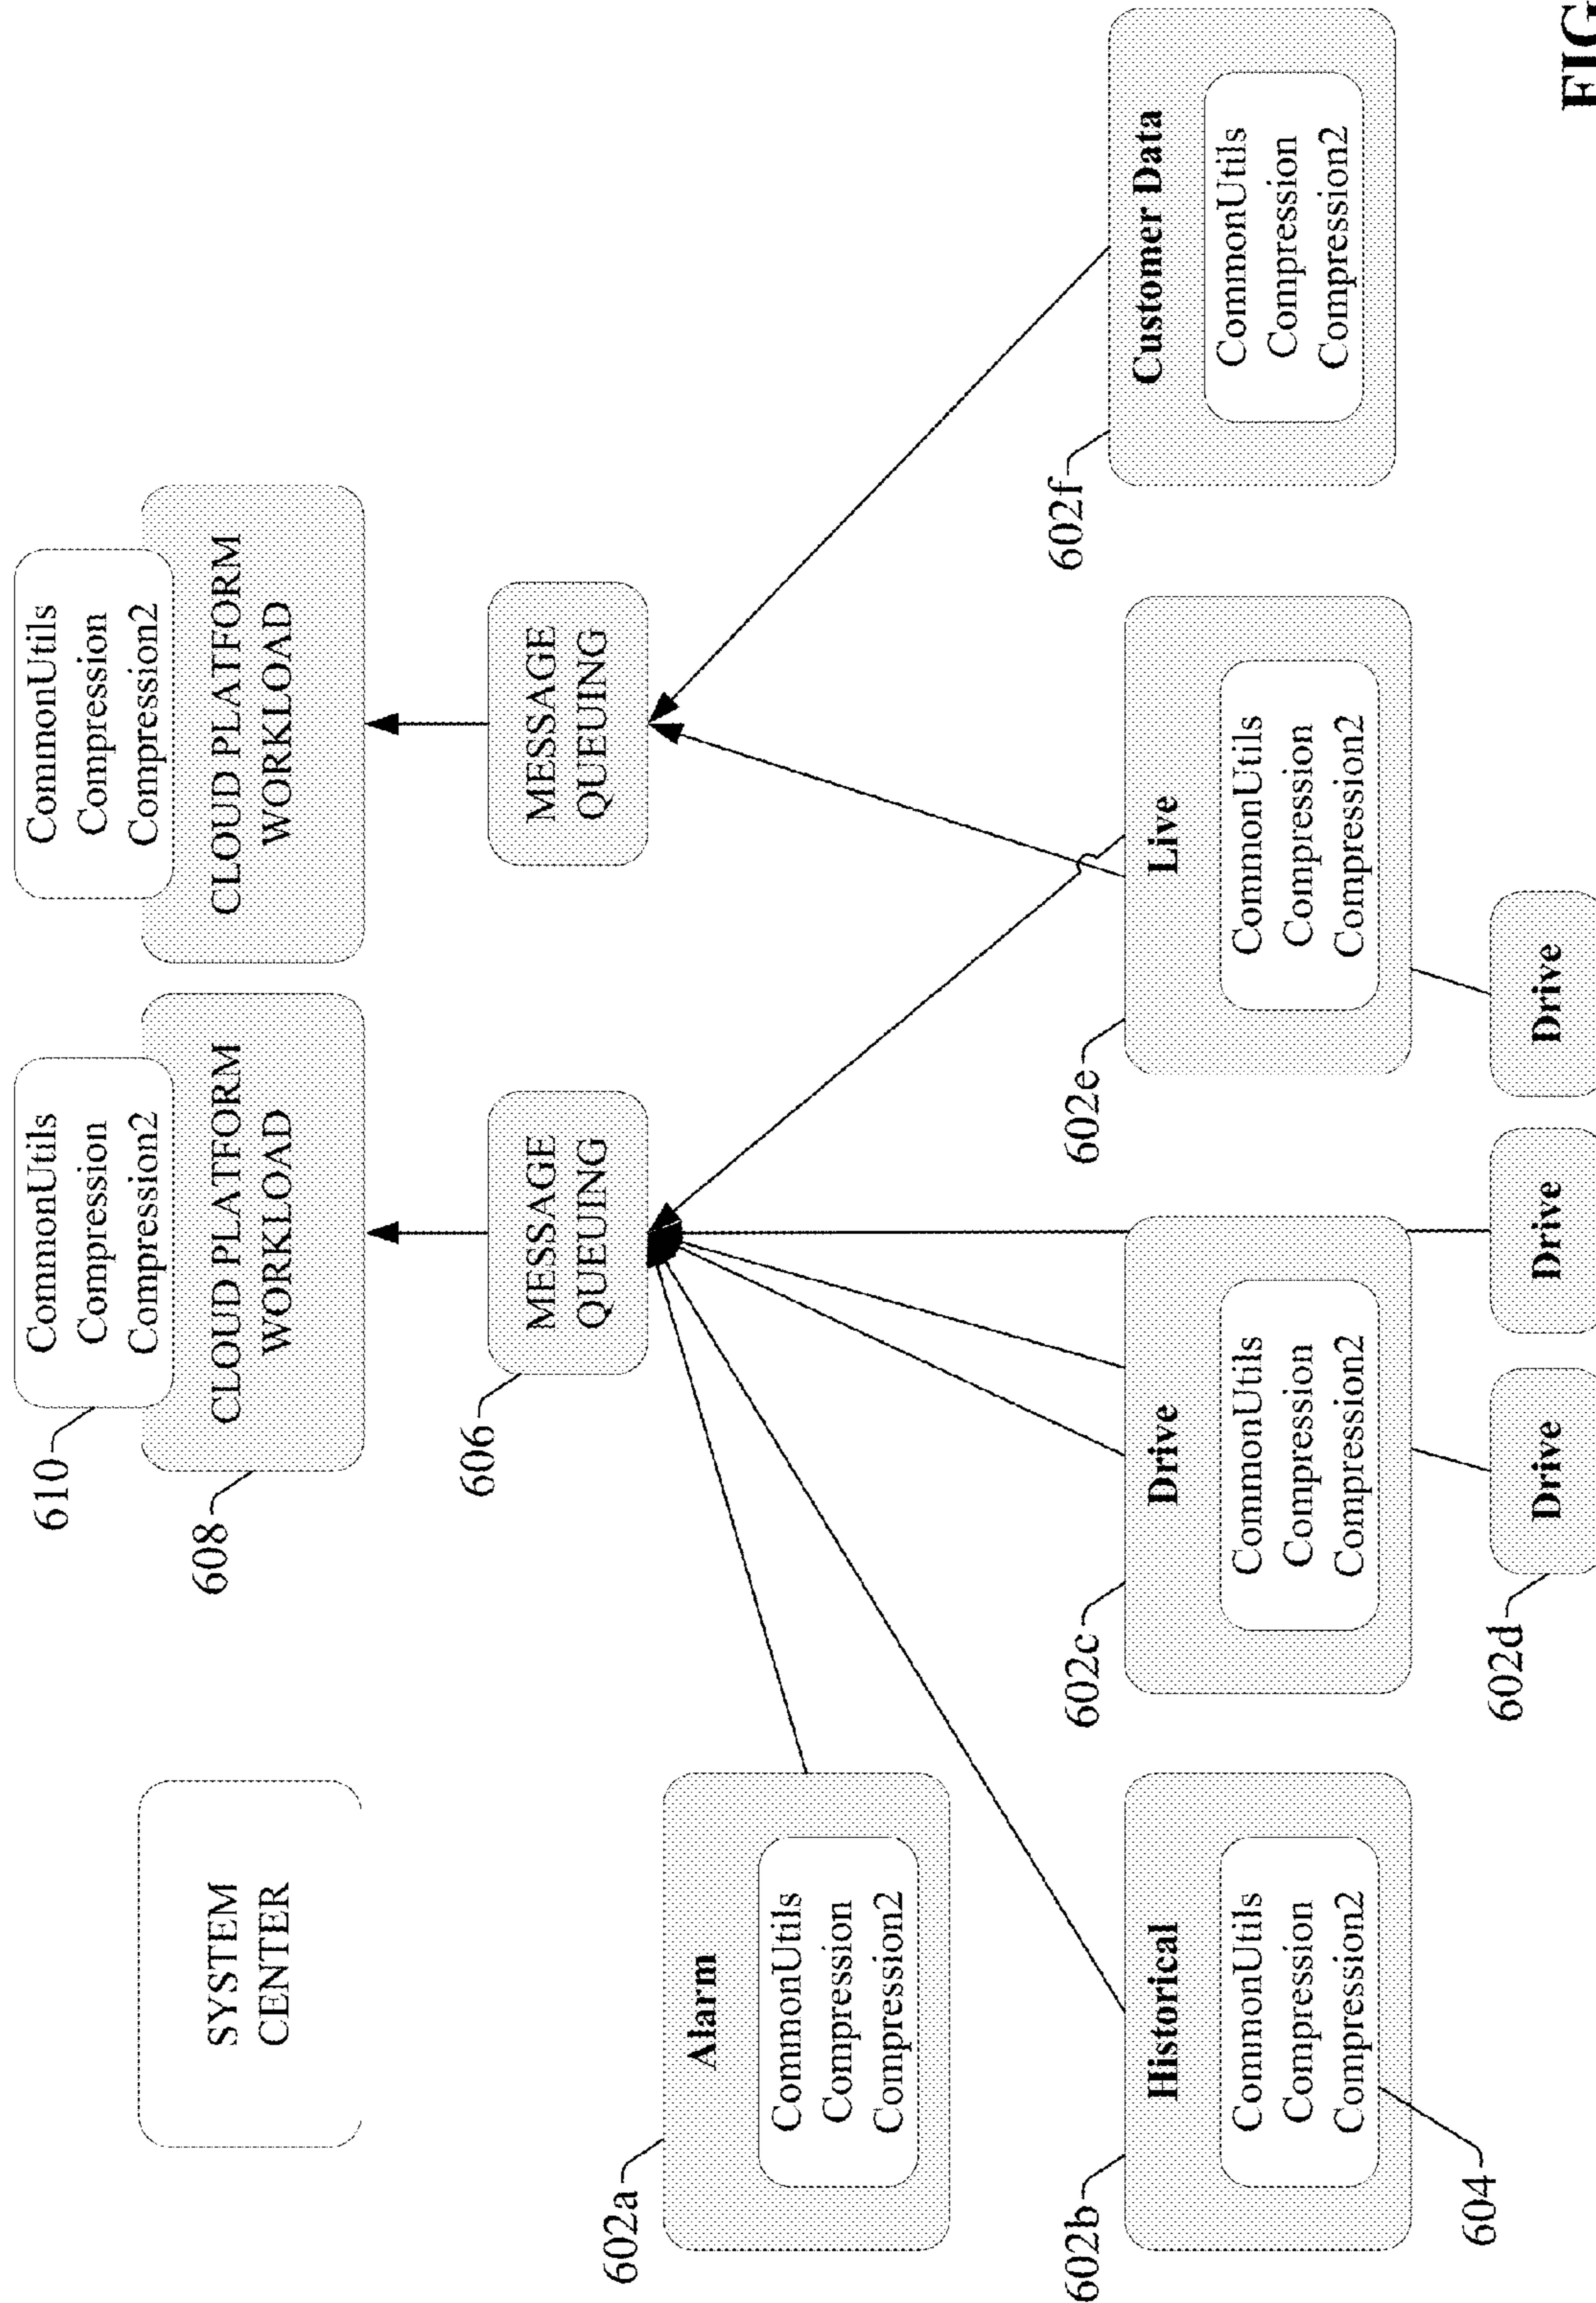 SYSTEM
CENTER
610
608
CommonUtils
Compression
Compression2
CLOUD PLATFORM
WORKLOAD
CommonUtils
Compression
Compression2
CLOUD PLATFORM
WORKLOAD
606
MESSAGE
QUEUING
MESSAGE
QUEUING
602a
Alarm
CommonUtils
Compression
Compression2
602b
Historical
CommonUtils
Compression
Compression2
604
602c
Drive
CommonUtils
Compression
Compression2
602e
Live
CommonUtils
Compression
Compression2
602f
Customer Data
CommonUtils
Compression
Compression2
602d
Drive
Drive
Drive
FIG